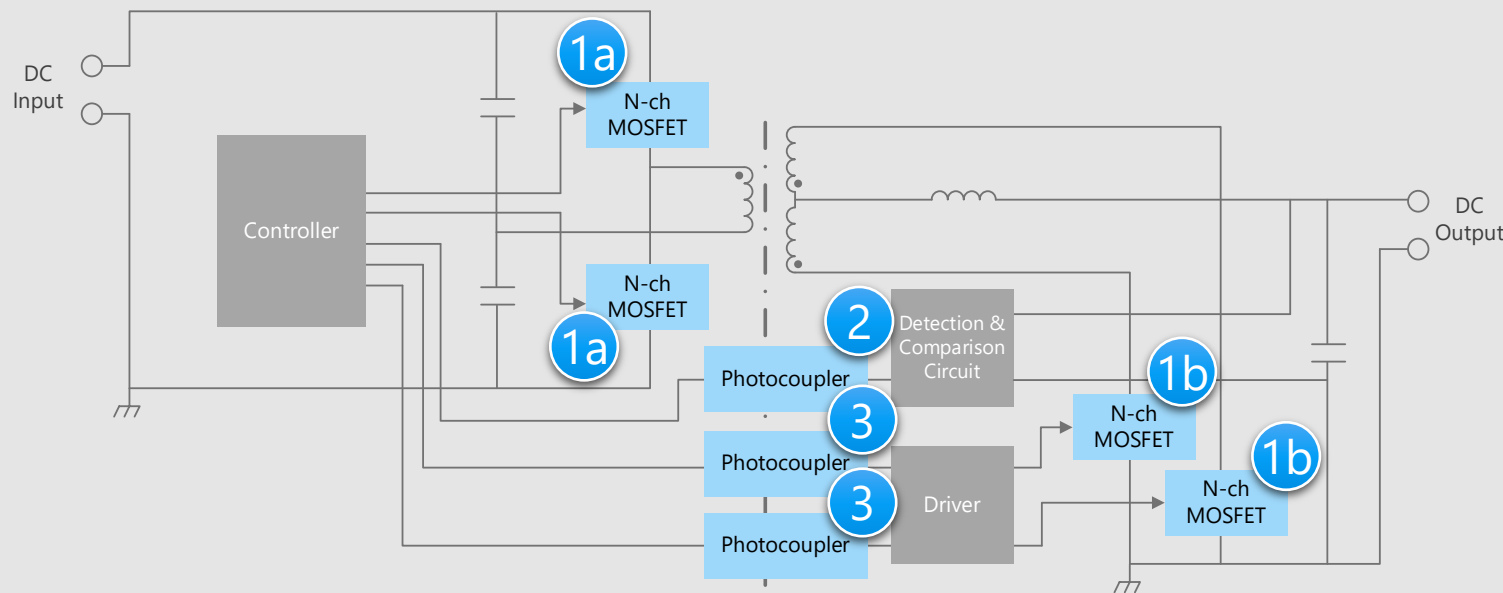 1a
DC
Input
N-ch
MOSFET
Controller
DC
Output
N-ch
MOSFET
1a
2
Detection &
Comparison
Circuit
Photocoupler
1b
N-ch
MOSFET
3
Photocoupler
1b
N-ch
MOSFET
3
Driver
Photocoupler